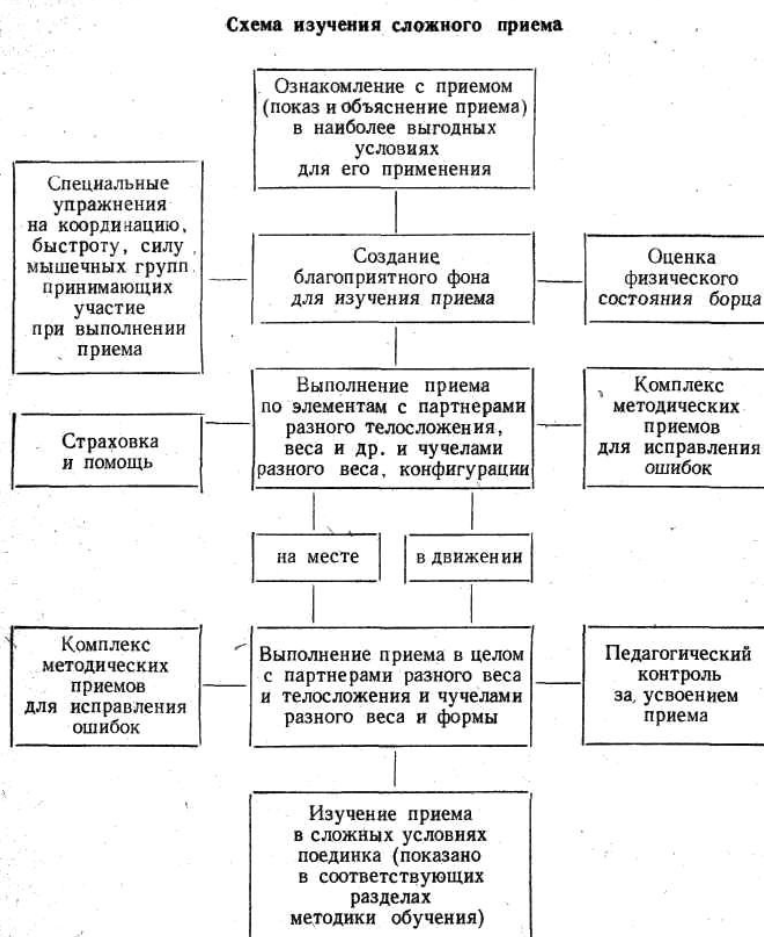 Схема изучения сложного приема
Ознакомление с приемом
(показ и объяснение приема)
в наиболее выгодных
условиях
для его применения
Специальные
упражнения
на координацию,
быстроту, силу
мышечных групп,
принимающих
участие
при выполнении
приема
Создание
благоприятного фона
для изучения приема
Оценка
физического
состояния борца
Выполнение приема
по элементам с партнерами
разного телосложения,
веса и др. и чучелами
разного веса, конфигурации
Страховка
и помощь
Комплекс
методических
приемов
для исправления
ошибок
на месте
в движении
Комплекс
методических
приемов
для исправления
ошибок
Выполнение приема в целом
с партнерами разного веса
и телосложения и чучелами
разного веса и формы
Педагогический
контроль
за усвоением
приема
Изучение приема
в сложных условиях
поединка (показано
в соответствующих
разделах
методики обучения)